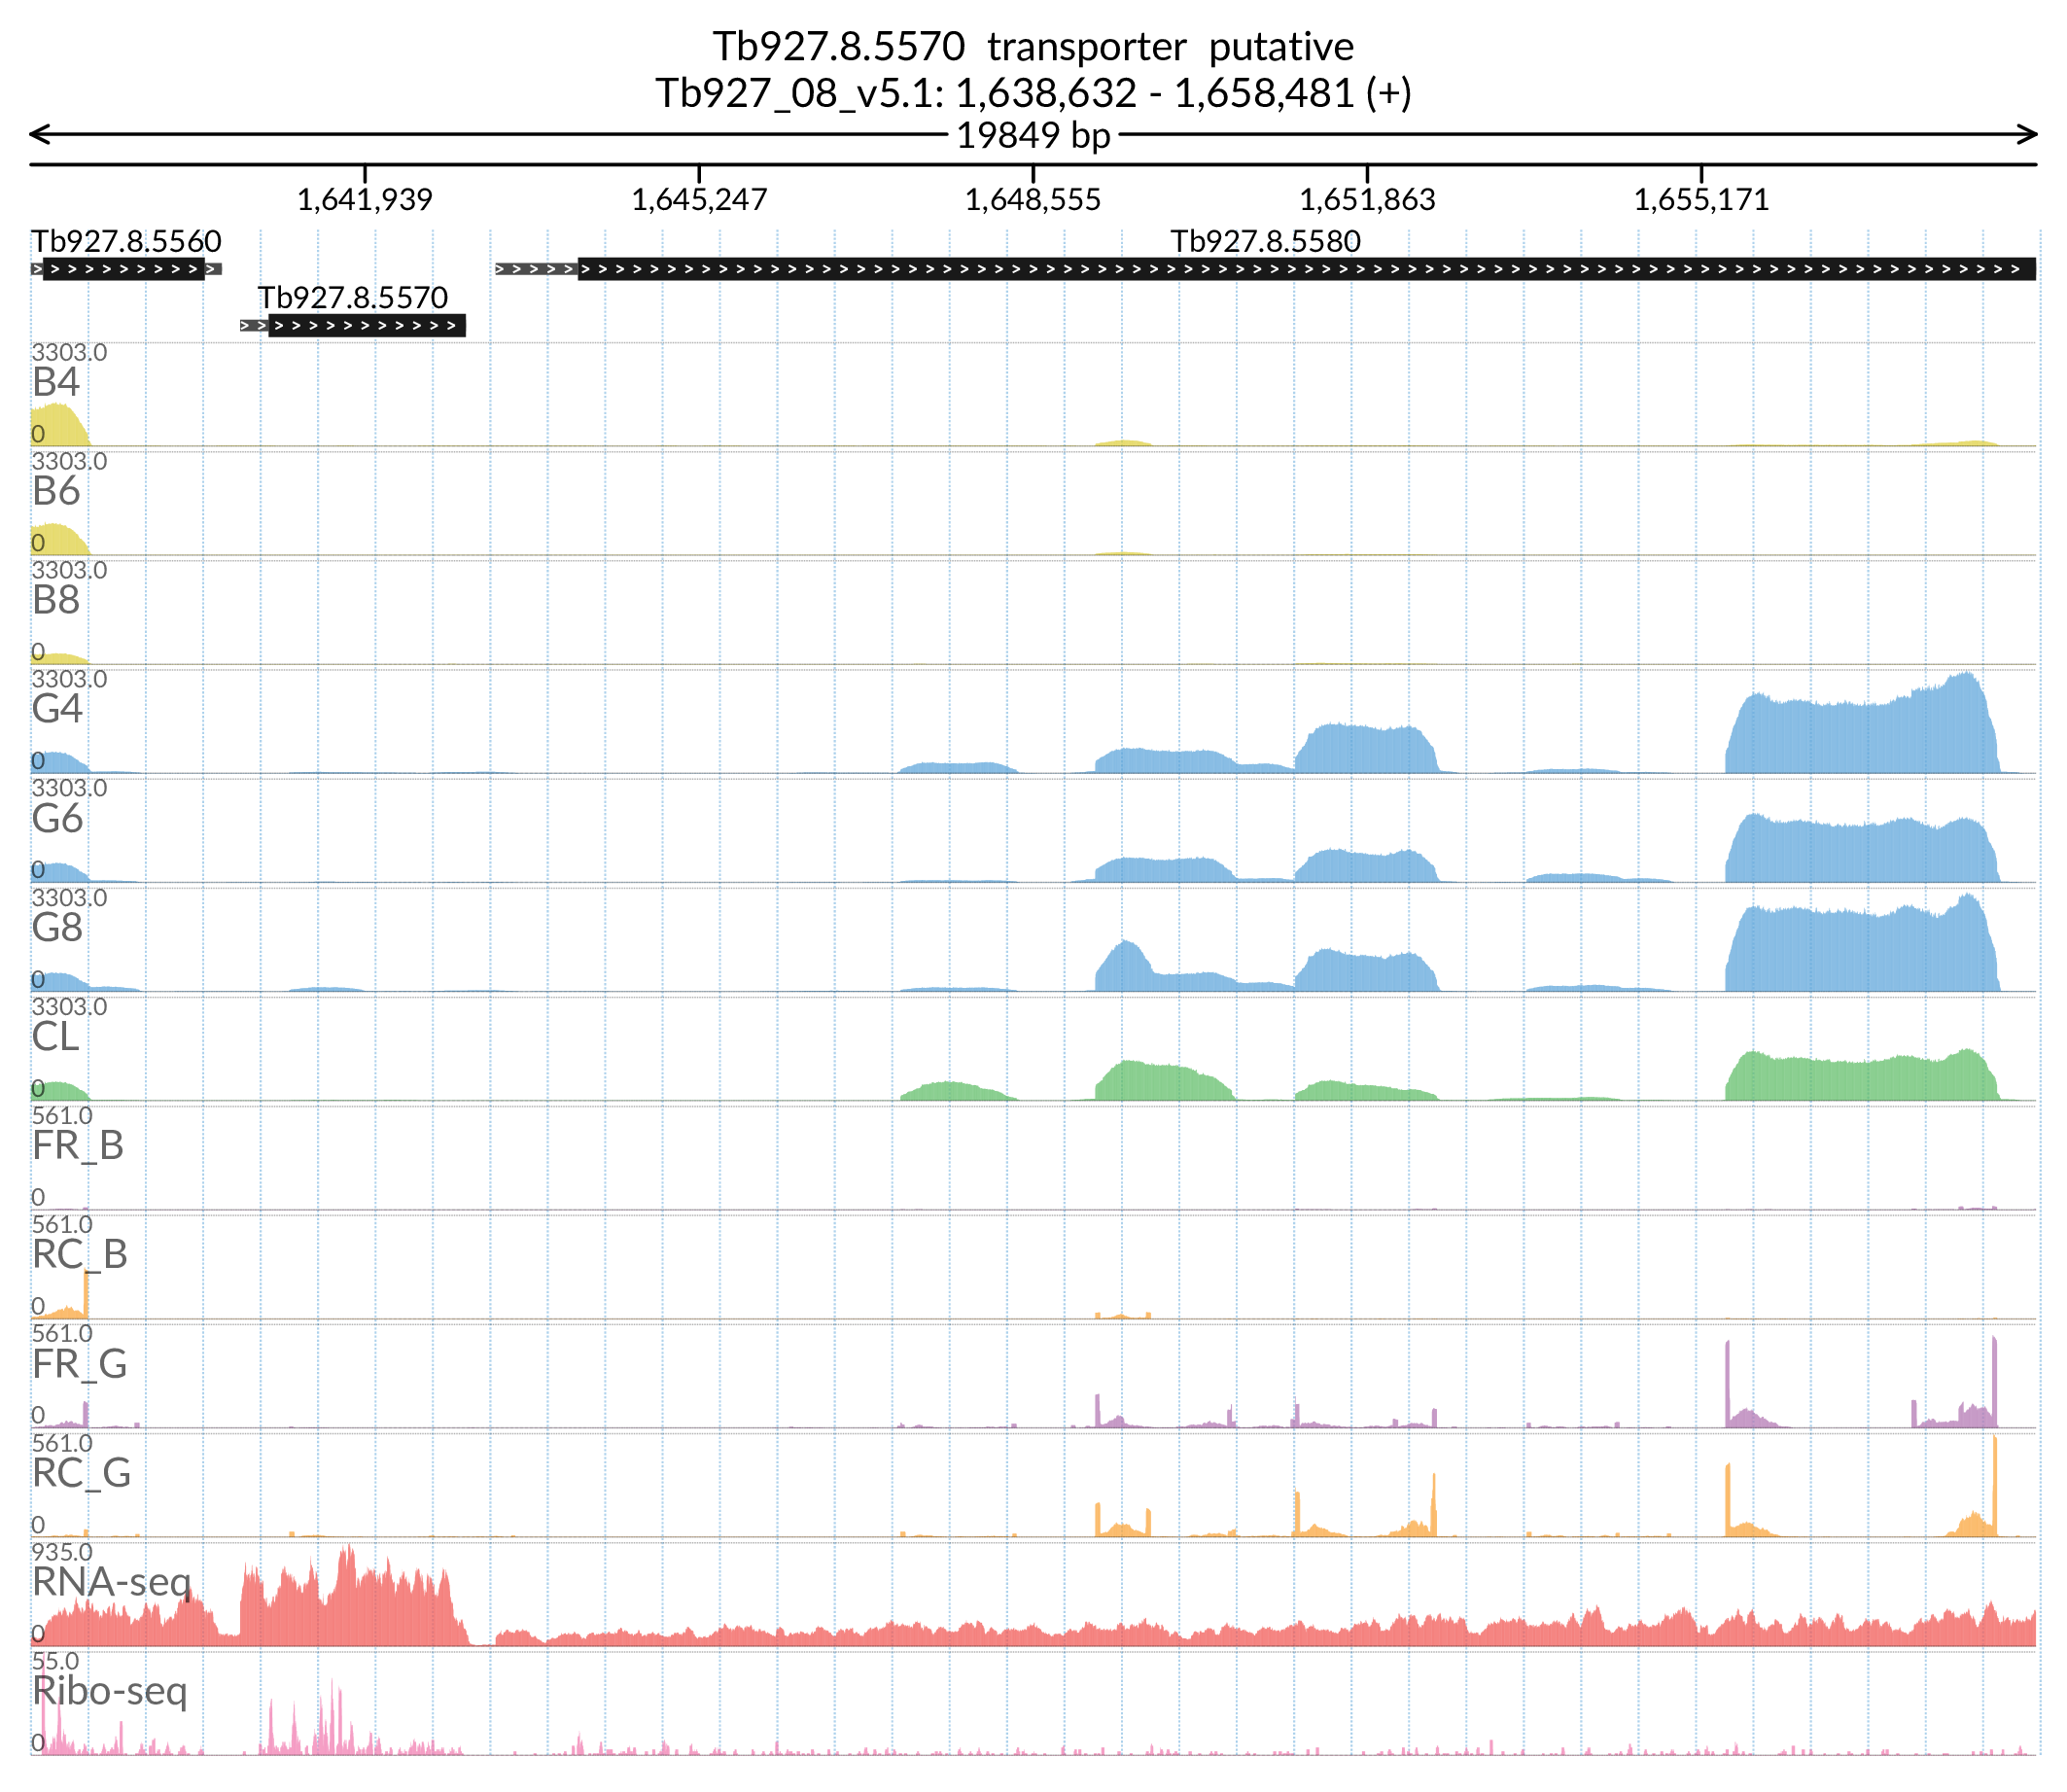 Tb927.8.5570 transporter putative
Tb927_08_v5.1: 1,638,632 - 1,658,481 (+)
19849 bp
1,641,939 1,645,247 1,648,555 1,651,863 1,655,171
Tb927.8.5560 Tb927.8.5580
Tb927.8.5570
3303.0
B4
0
3303.0
B6
0
3303.0
B8
0
3303.0
G4
0
3303.0
G6
0
3303.0
G8
0
3303.0
CL
0
561.0
FR_B
0
561.0
RC_B
0
561.0
FR_G
0
561.0
RC_G
0
935.0
RNA-seq
0
55.0
Ribo-seq
0